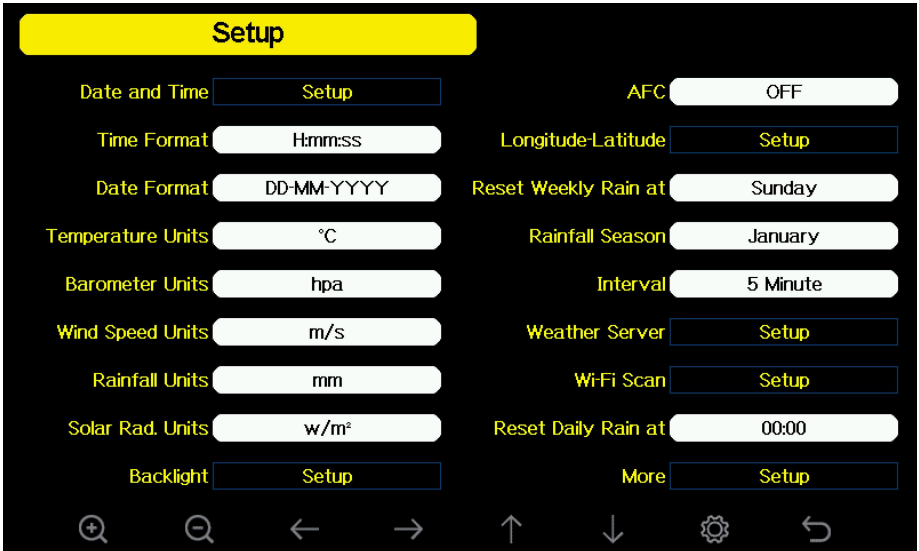 Setup
Date and Time Setup
Time Format H:mm:ss
Date Format DD-MM-YYYY
Temperature Units °C
Barometer Units hpa
Wind Speed Units m/s
Rainfall Units mm
Solar Rad. Units w/m²
Backlight Setup
AFC OFF
Longitude-Latitude Setup
Reset Weekly Rain at Sunday
Rainfall Season January
Interval 5 Minute
Weather Server Setup
Wi-Fi Scan Setup
Reset Daily Rain at 00:00
More Setup